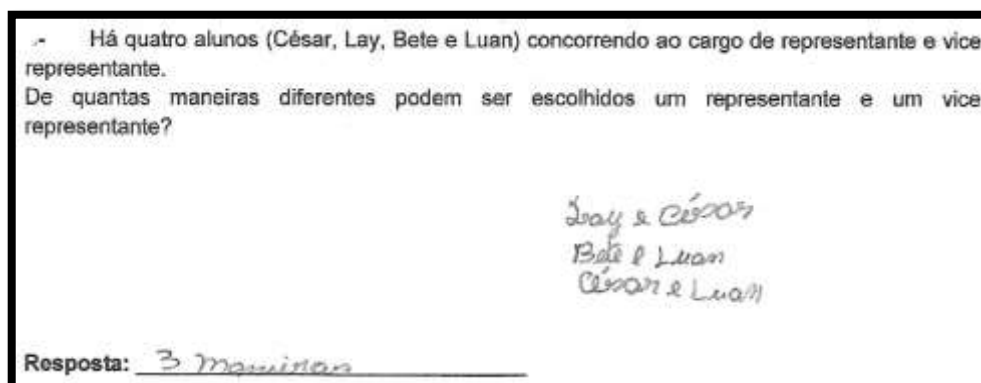 .- Há quatro alunos (César, Lay, Bete e Luan) concorrendo ao cargo de representante e vice
representante.
De quantas maneiras diferentes podem ser escolhidos um representante e um vice
representante?
Lay e César
Bete e Luan
César e Luan
Resposta: 3 maneiras